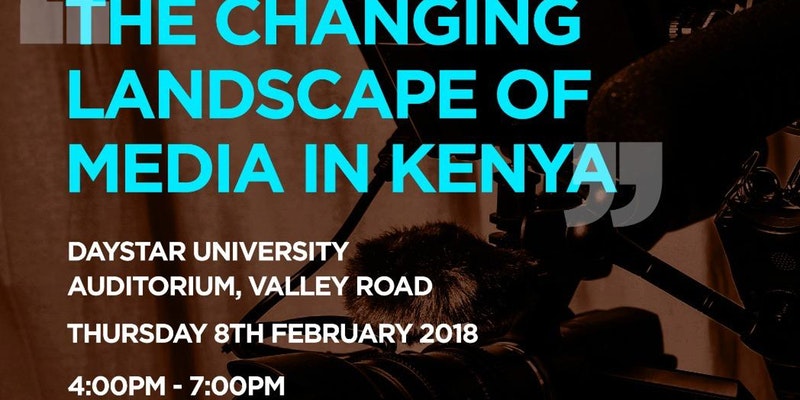 THE CHANGING
LANDSCAPE OF
MEDIA IN KENYA
DAYSTAR UNIVERSITY
AUDITORIUM, VALLEY ROAD
THURSDAY 8TH FEBRUARY 2018
4:00PM - 7:00PM